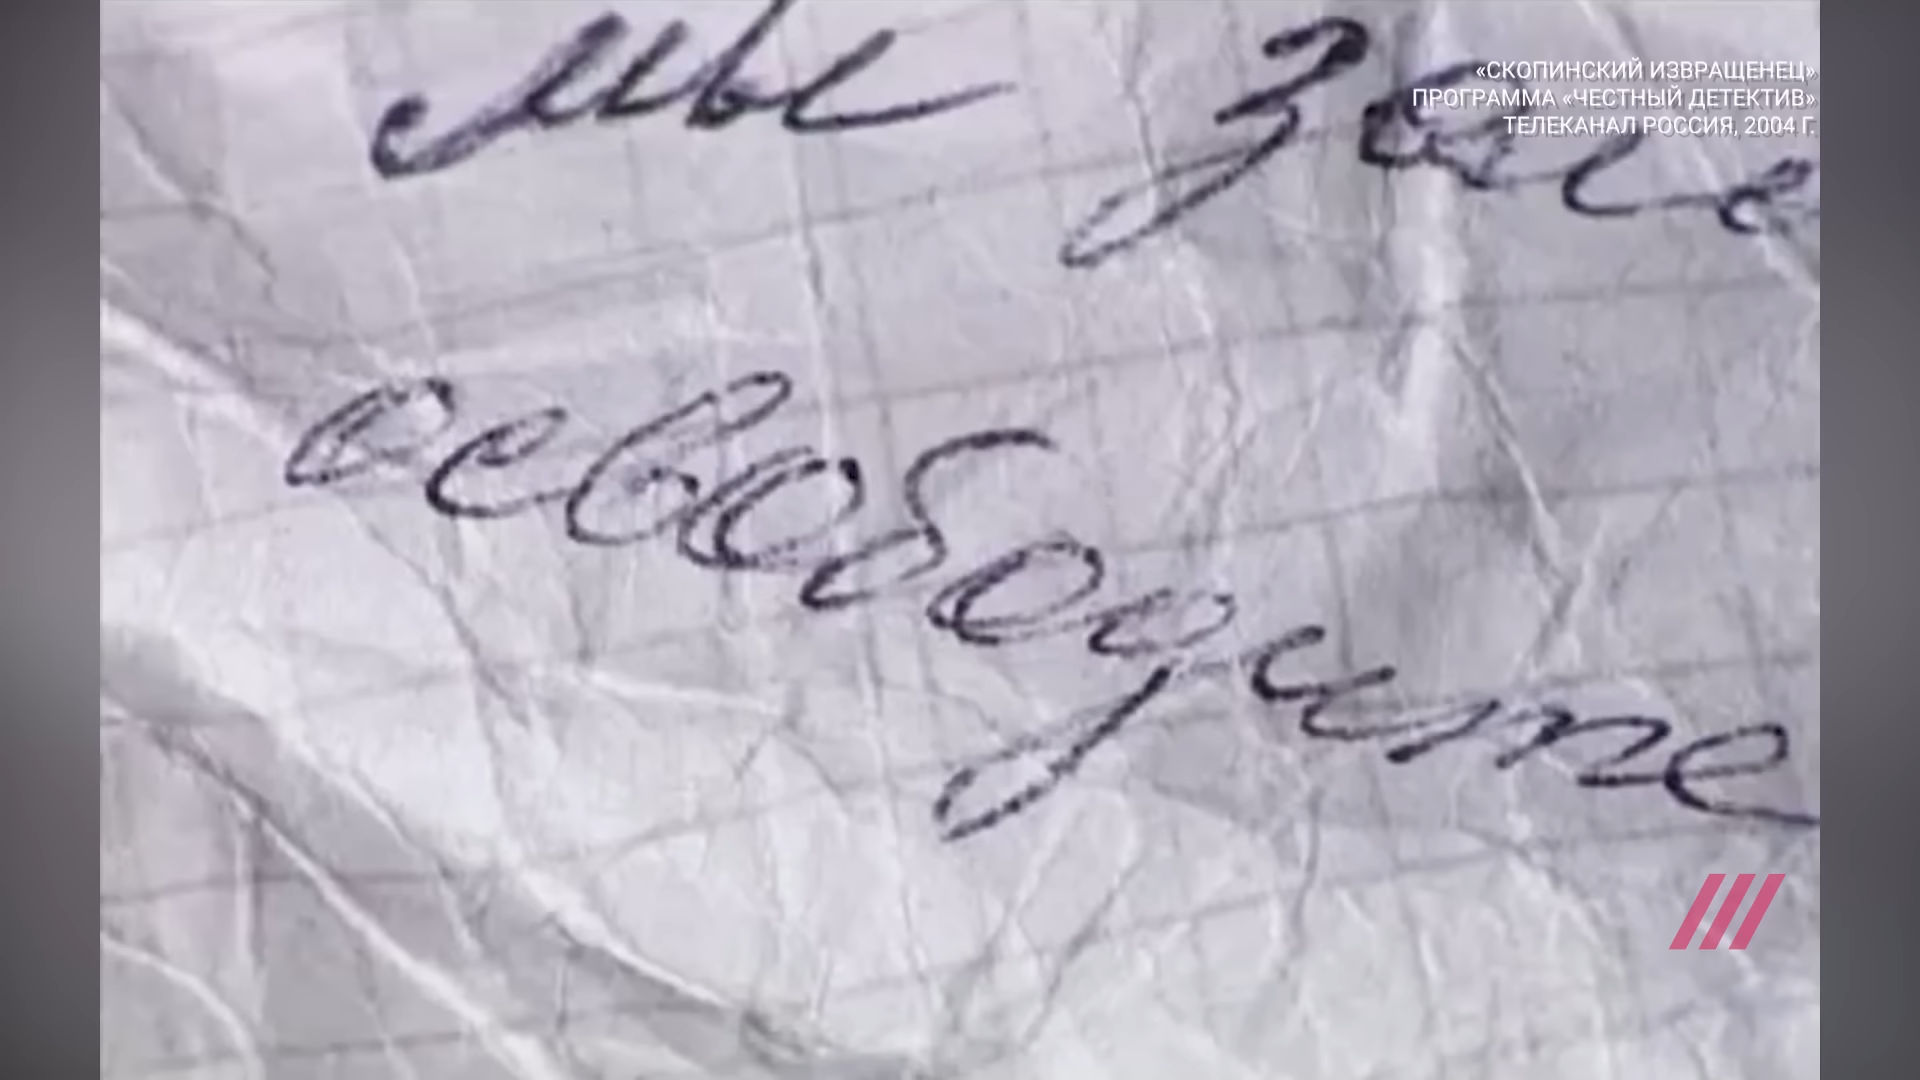 «СКОПИНСКИЙ ИЗВРАЩЕНЕЦ»
ПРОГРАММА «ЧЕСТНЫЙ ДЕТЕКТИВ»
ТЕЛЕКАНАЛ РОССИЯ, 2004 Г.
мы
освободите